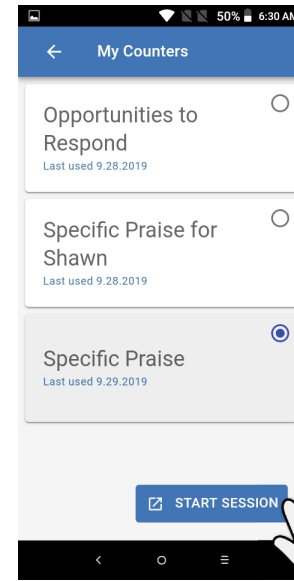 50% 6:30 AM
My Counters
Opportunities to
Respond
Last used 9.28.2019
Specific Praise for
Shawn
Last used 9.28.2019
Specific Praise
Last used 9.29.2019
START SESSION